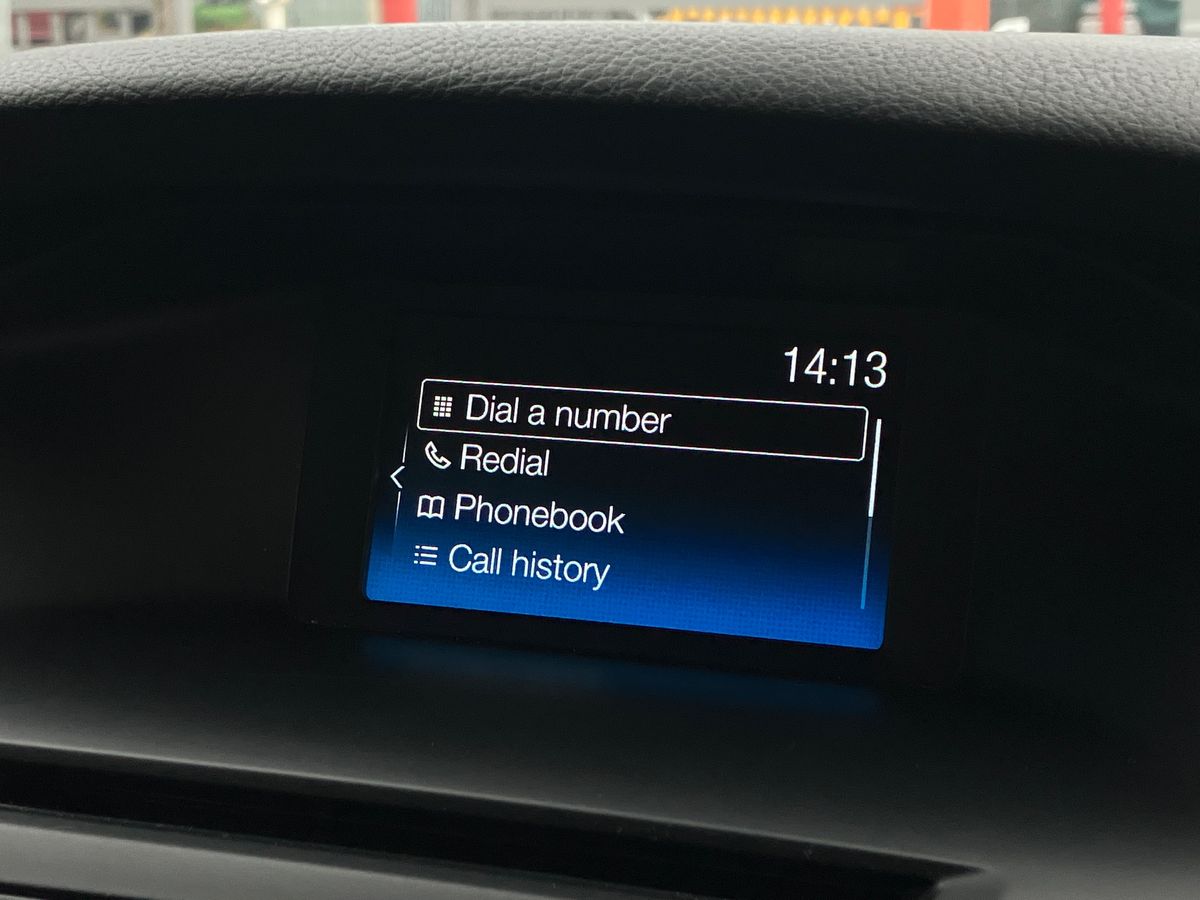 14:13
Dial a number
Redial
Phonebook
Call history